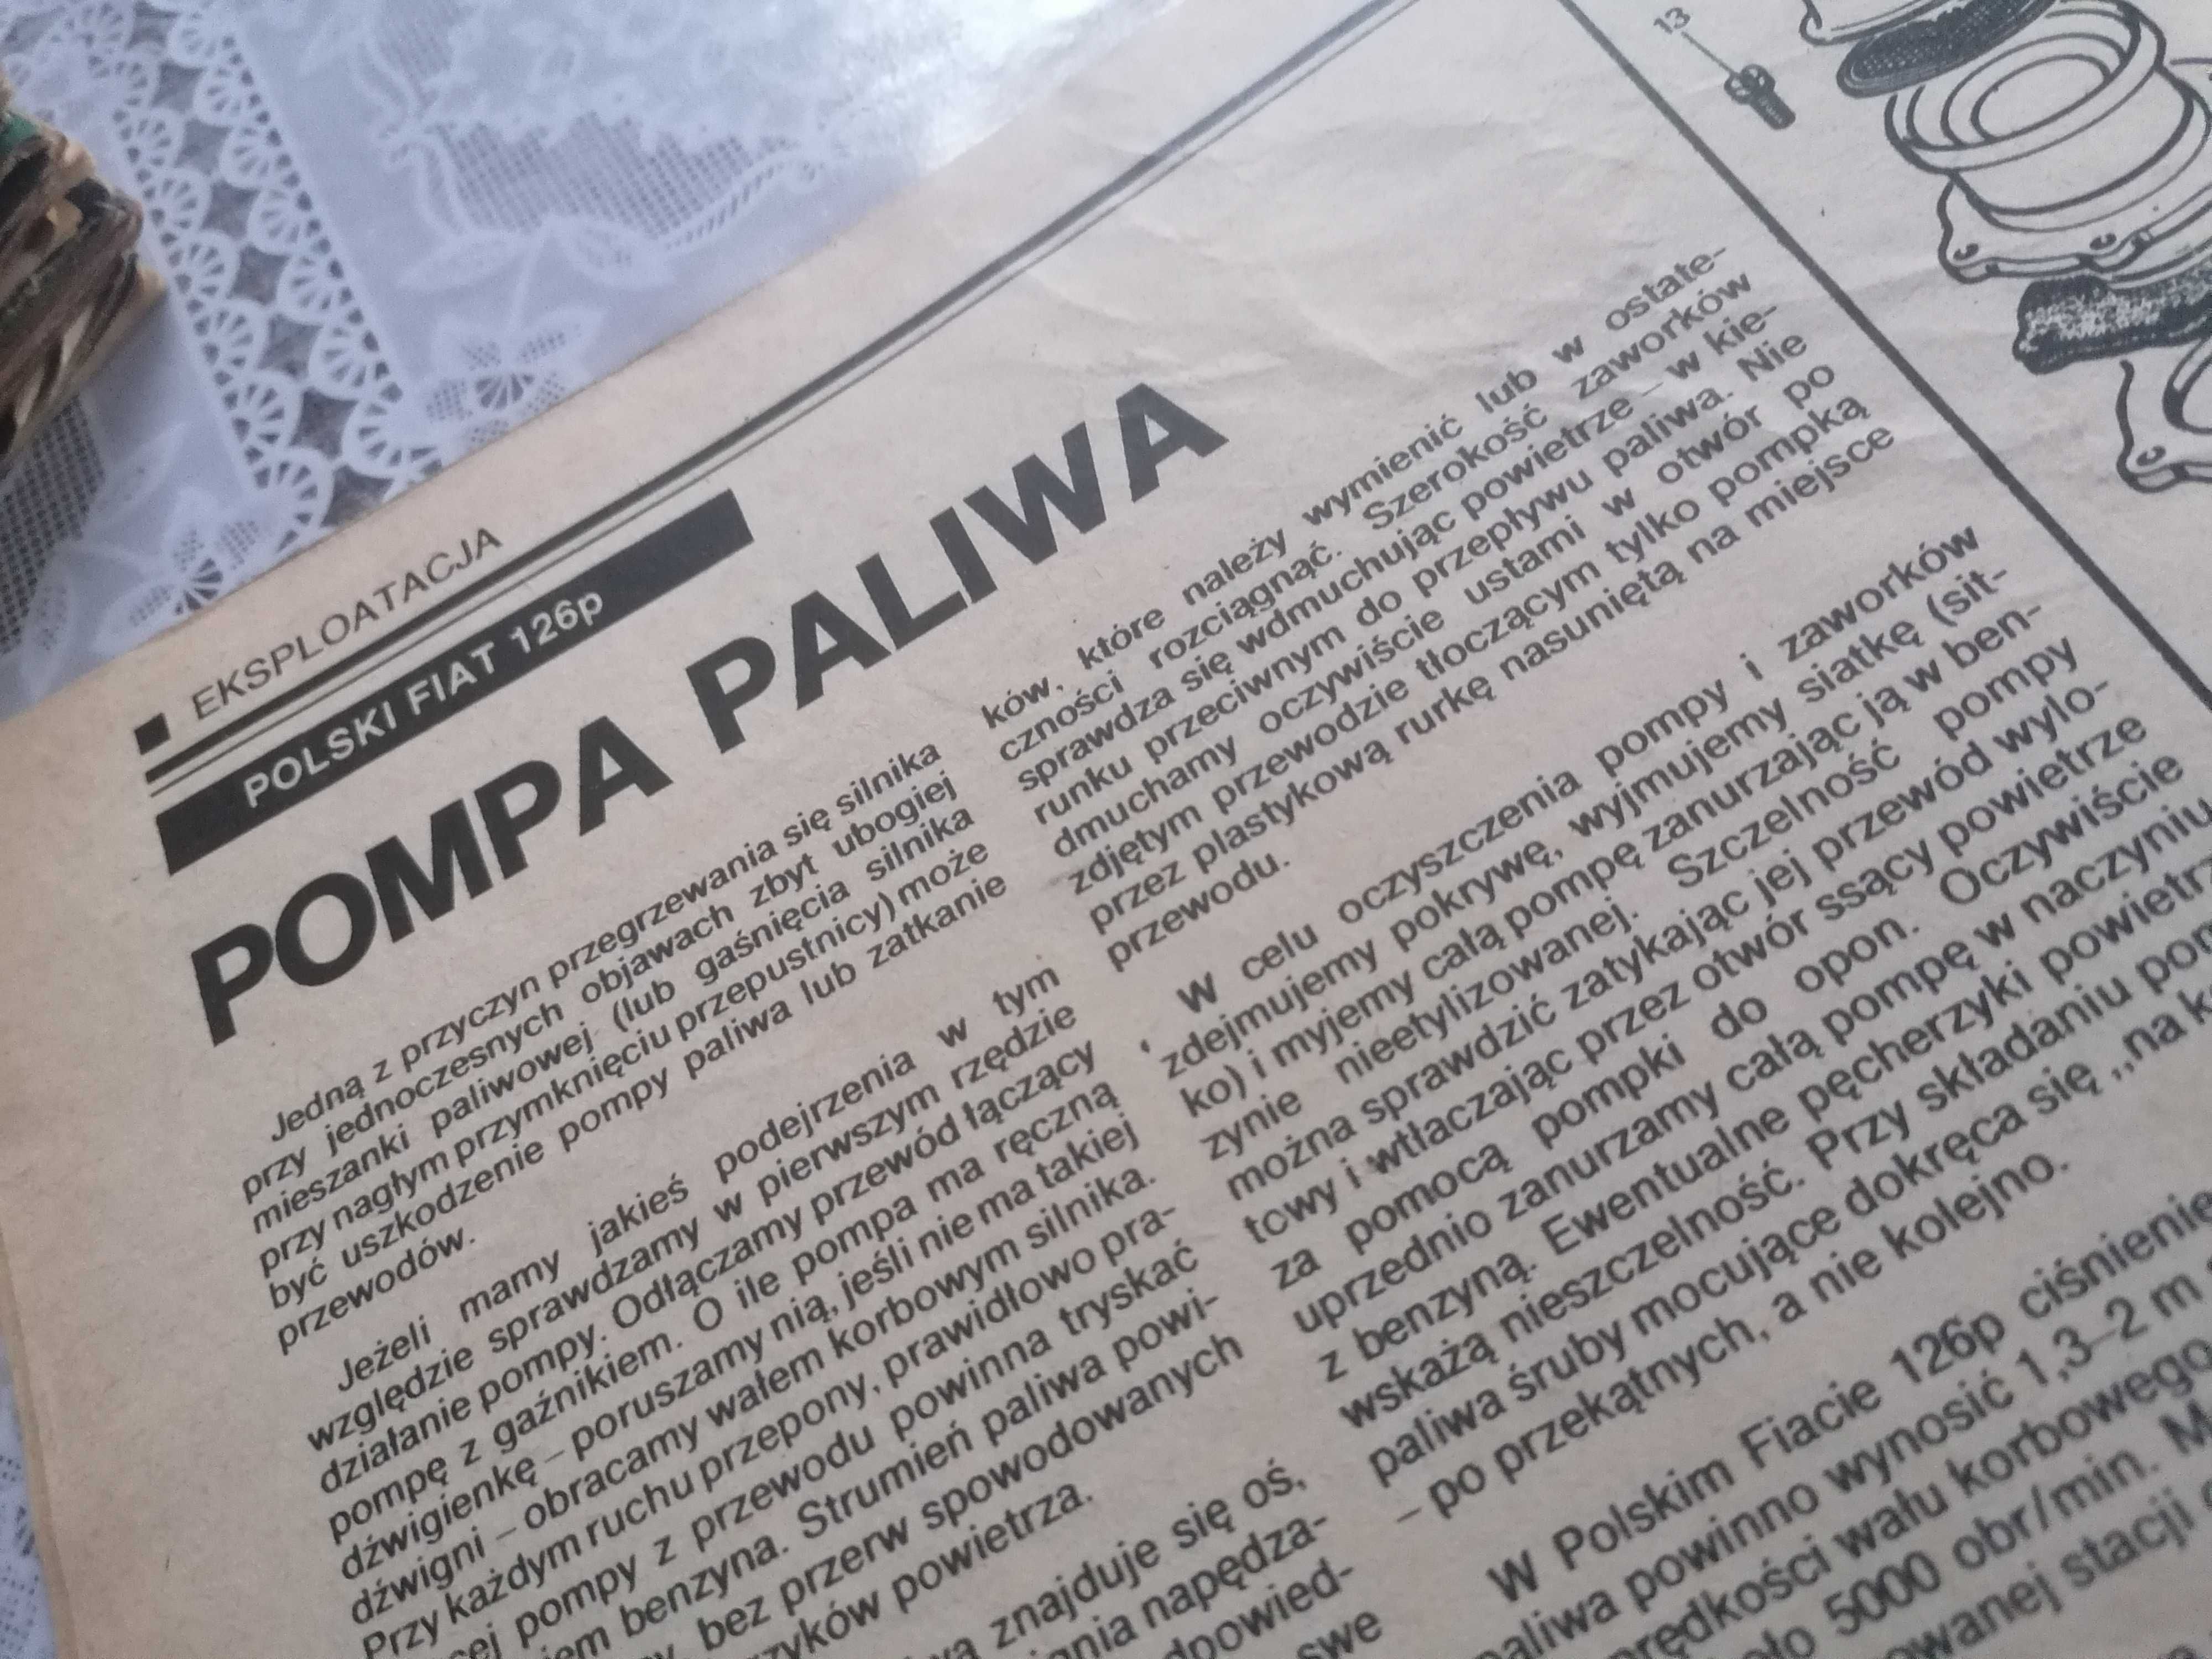 EKSPLOATACJA
POLSKI FIAT 126p
POMPA PALIWA
Jedną z przyczyn przegrzewania się silnika
przy jednoczesnych objawach zbyt ubogiej
mieszanki paliwowej (lub gaśnięcia silnika
przy nagłym przymknięciu przepustnicy) może
być uszkodzenie pompy paliwa lub zatkanie
przewodów.
Jeżeli mamy jakieś podejrzenia w tym
względzie sprawdzamy w pierwszym rzędzie
działanie pompy. Odłączamy przewód łączący
pompę z gaźnikiem. O ile pompa ma ręczną
dźwigienkę – poruszamy nią, jeśli nie ma takiej
dźwigni – obracamy wałem korbowym silnika.
Przy każdym ruchu przepony, prawidłowo pra-
pompy z przewodu powinna tryskać
benzyna. Strumień paliwa powi-
bez przerw spowodowanych
powietrza.
znajduje się oś,
napędza-
swe
ków, które należy wymienić lub w ostate-
czności rozciągnąć. Szerokość zaworków
sprawdza się wdmuchując powietrze – w kie-
runku przeciwnym do przepływu paliwa. Nie
dmuchamy oczywiście ustami w otwór po
zdjętym przewodzie tłoczącym tylko pompką
przez plastykową rurkę nasuniętą na miejsce
przewodu.
W celu oczyszczenia pompy i zaworków
zdejmujemy pokrywę, wyjmujemy siatkę (sit-
ko) i myjemy całą pompę zanurzając ją w ben-
zynie nieetylizowanej. Szczelność pompy
można sprawdzić zatykając jej przewód wylo-
towy i wtłaczając przez otwór ssący powietrze
za pomocą pompki do opon. Oczywiście
uprzednio zanurzamy całą pompę w naczyniu
z benzyną. Ewentualne pęcherzyki
wskażą nieszczelność. Przy składaniu
paliwa śruby mocujące dokręca się „na
– po przekątnych, a nie kolejno.
W Polskim Fiacie 126p ciśnienie
paliwa powinno wynosić 1,3–2 m
prędkości wału korbowego
5000 obr/min.
stacji
13